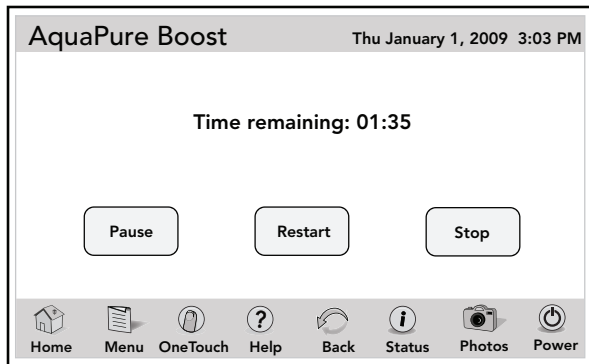 AquaPure Boost Thu January 1, 2009 3:03 PM
Time remaining: 01:35
Pause Restart Stop
Home Menu OneTouch Help Back Status Photos Power